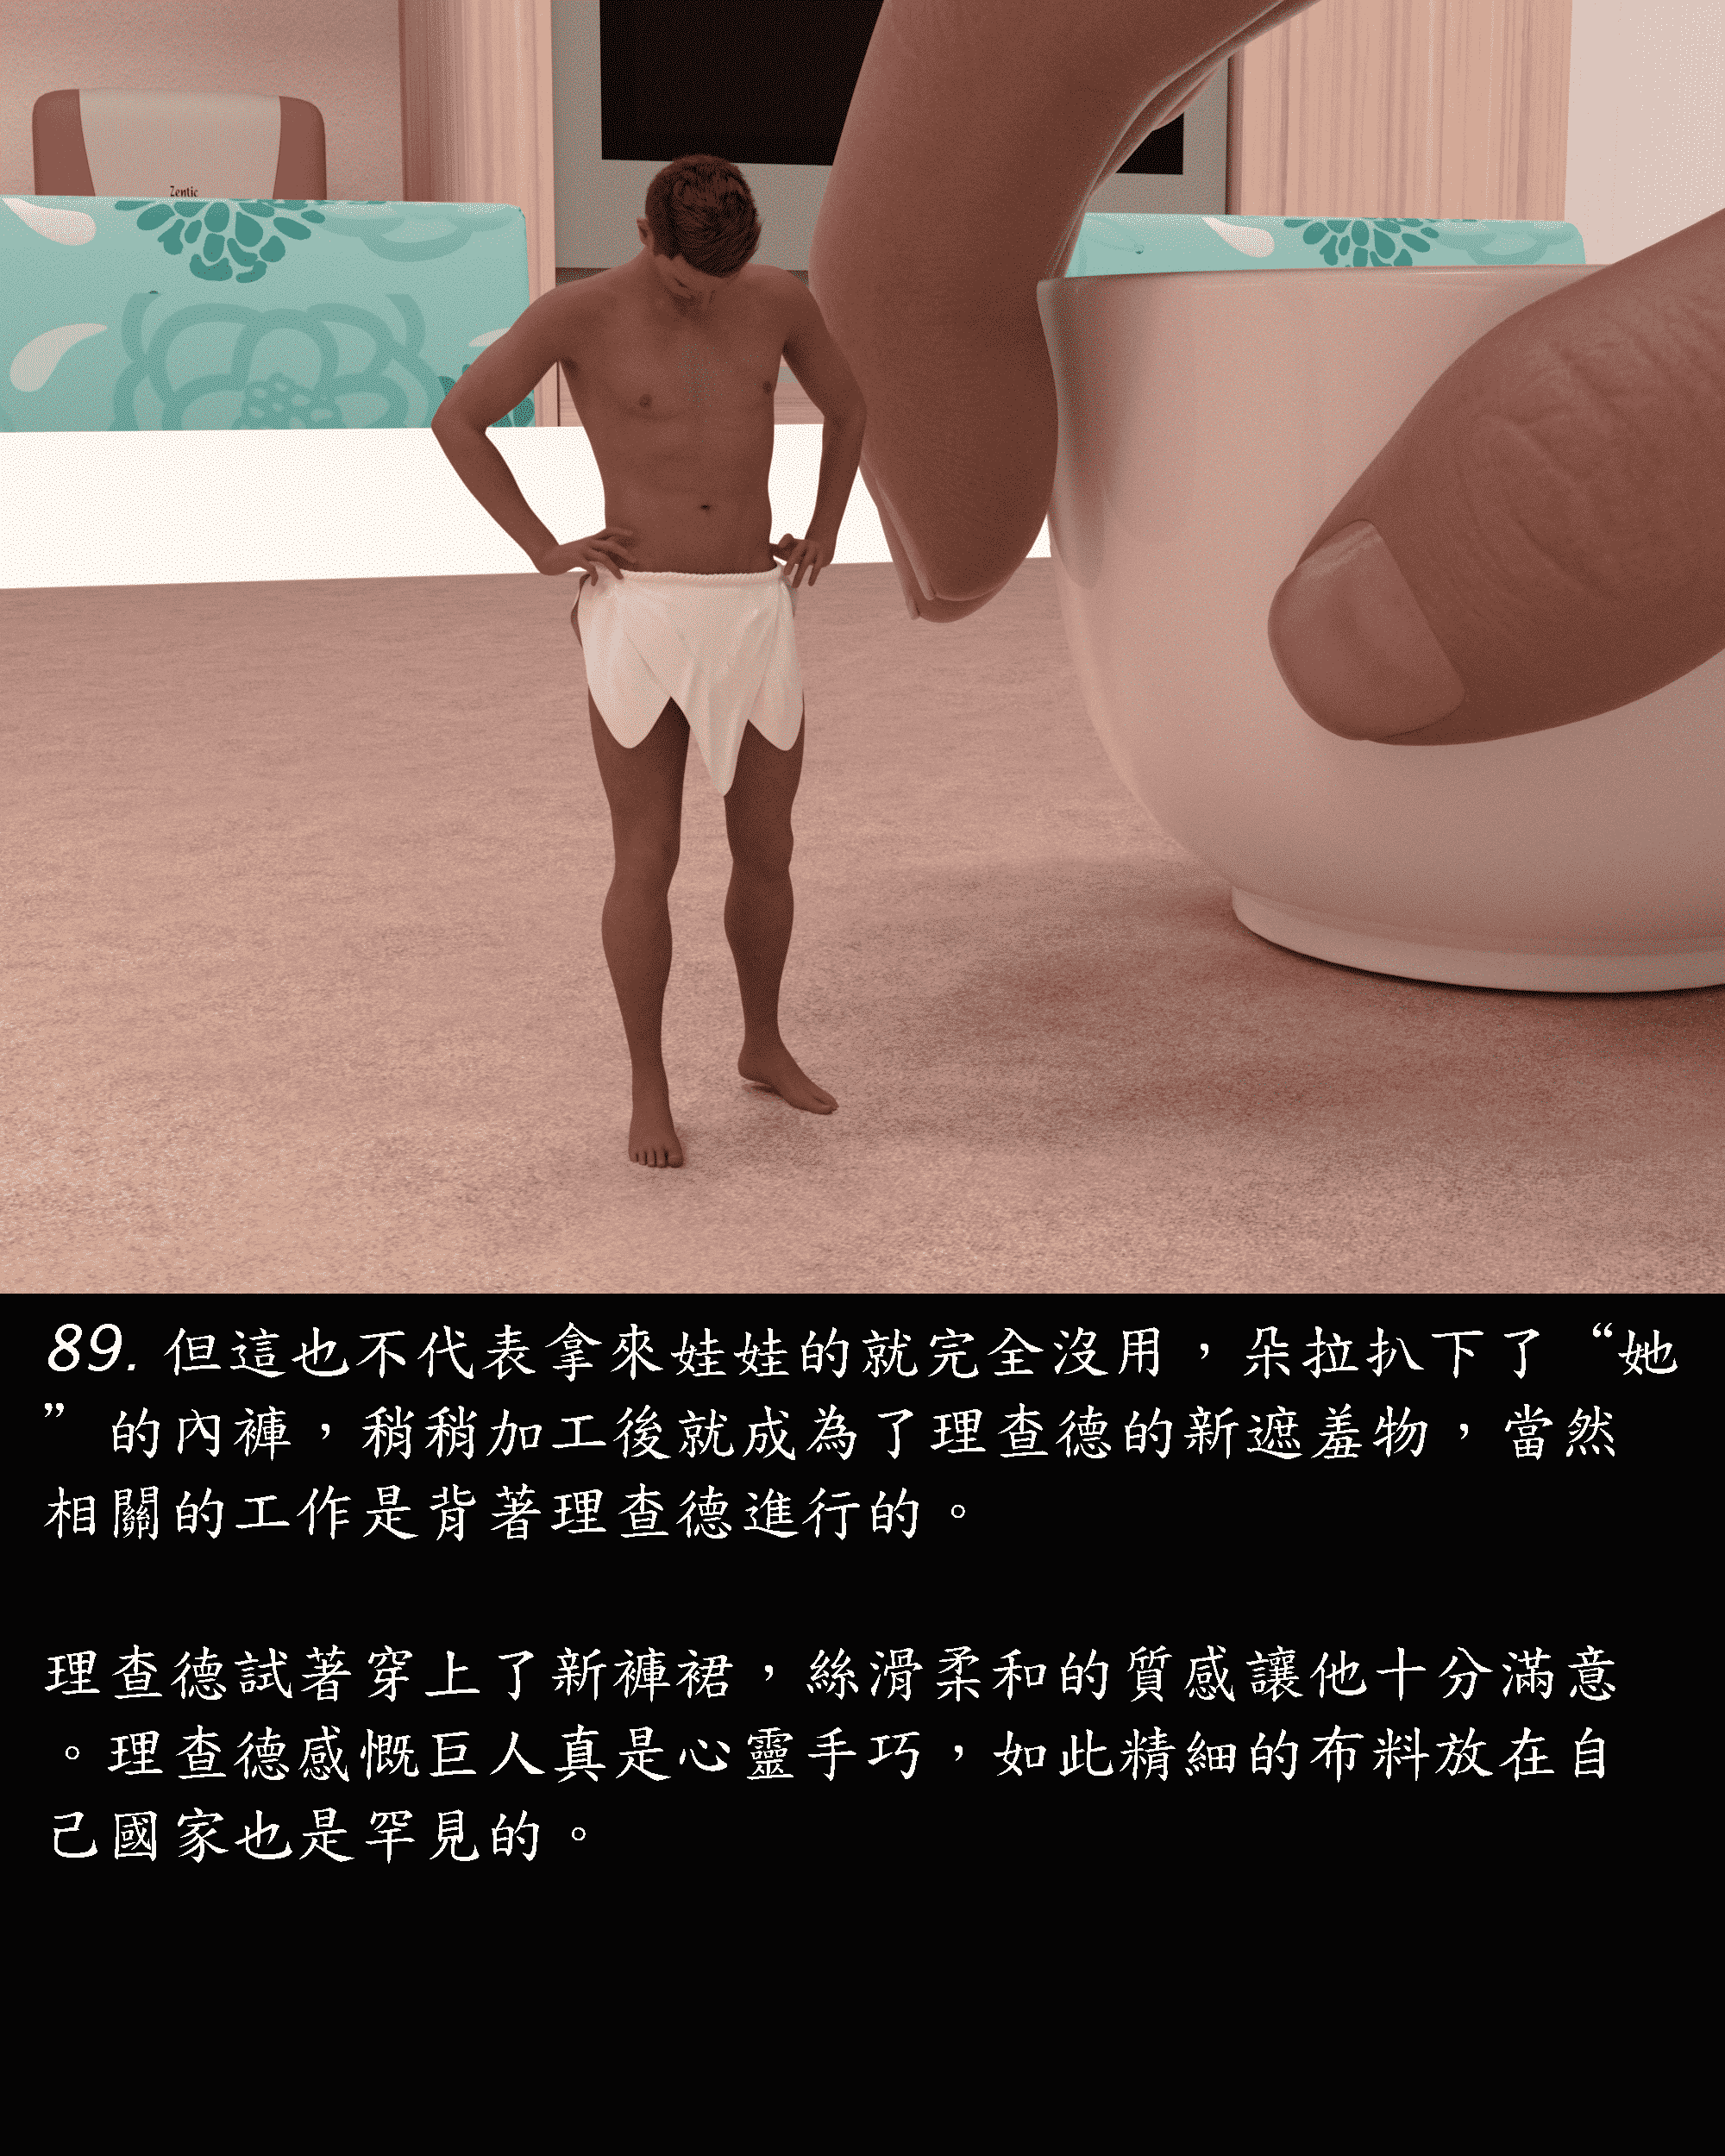 Zentic
89. 但這也不代表拿來娃娃的就完全沒用，朵拉扒下了“她
”的內褲，稍稍加工後就成為了理查德的新遮羞物，當然
相關的工作是背著理查德進行的。
理查德試著穿上了新褲裙，絲滑柔和的質感讓他十分滿意
。理查德感慨巨人真是心靈手巧，如此精細的布料放在自
己國家也是罕見的。